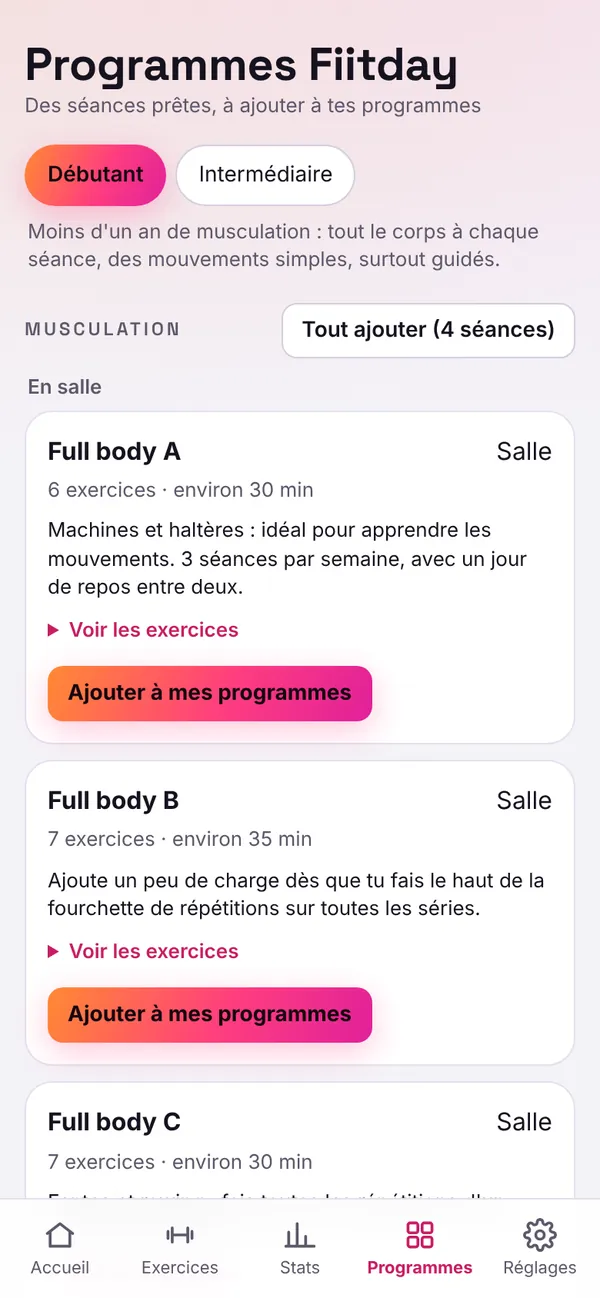 Programmes Fiitday
Des séances prêtes, à ajouter à tes programmes
Débutant
Intermédiaire
Moins d'un an de musculation : tout le corps à chaque
séance, des mouvements simples, surtout guidés.
MUSCULATION
Tout ajouter (4 séances)
En salle
Full body A
Salle
6 exercices · environ 30 min
Machines et haltères : idéal pour apprendre les
mouvements. 3 séances par semaine, avec un jour
de repos entre deux.
Voir les exercices
Ajouter à mes programmes
Full body B
Salle
7 exercices · environ 35 min
Ajoute un peu de charge dès que tu fais le haut de la
fourchette de répétitions sur toutes les séries.
Voir les exercices
Ajouter à mes programmes
Full body C
Salle
7 exercices · environ 30 min
Accueil
Exercices
Stats
Programmes
Réglages